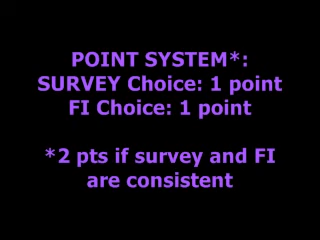 POINT SYSTEM*:
SURVEY Choice: 1 point
FI Choice: 1 point
*2 pts if survey and FI
are consistent